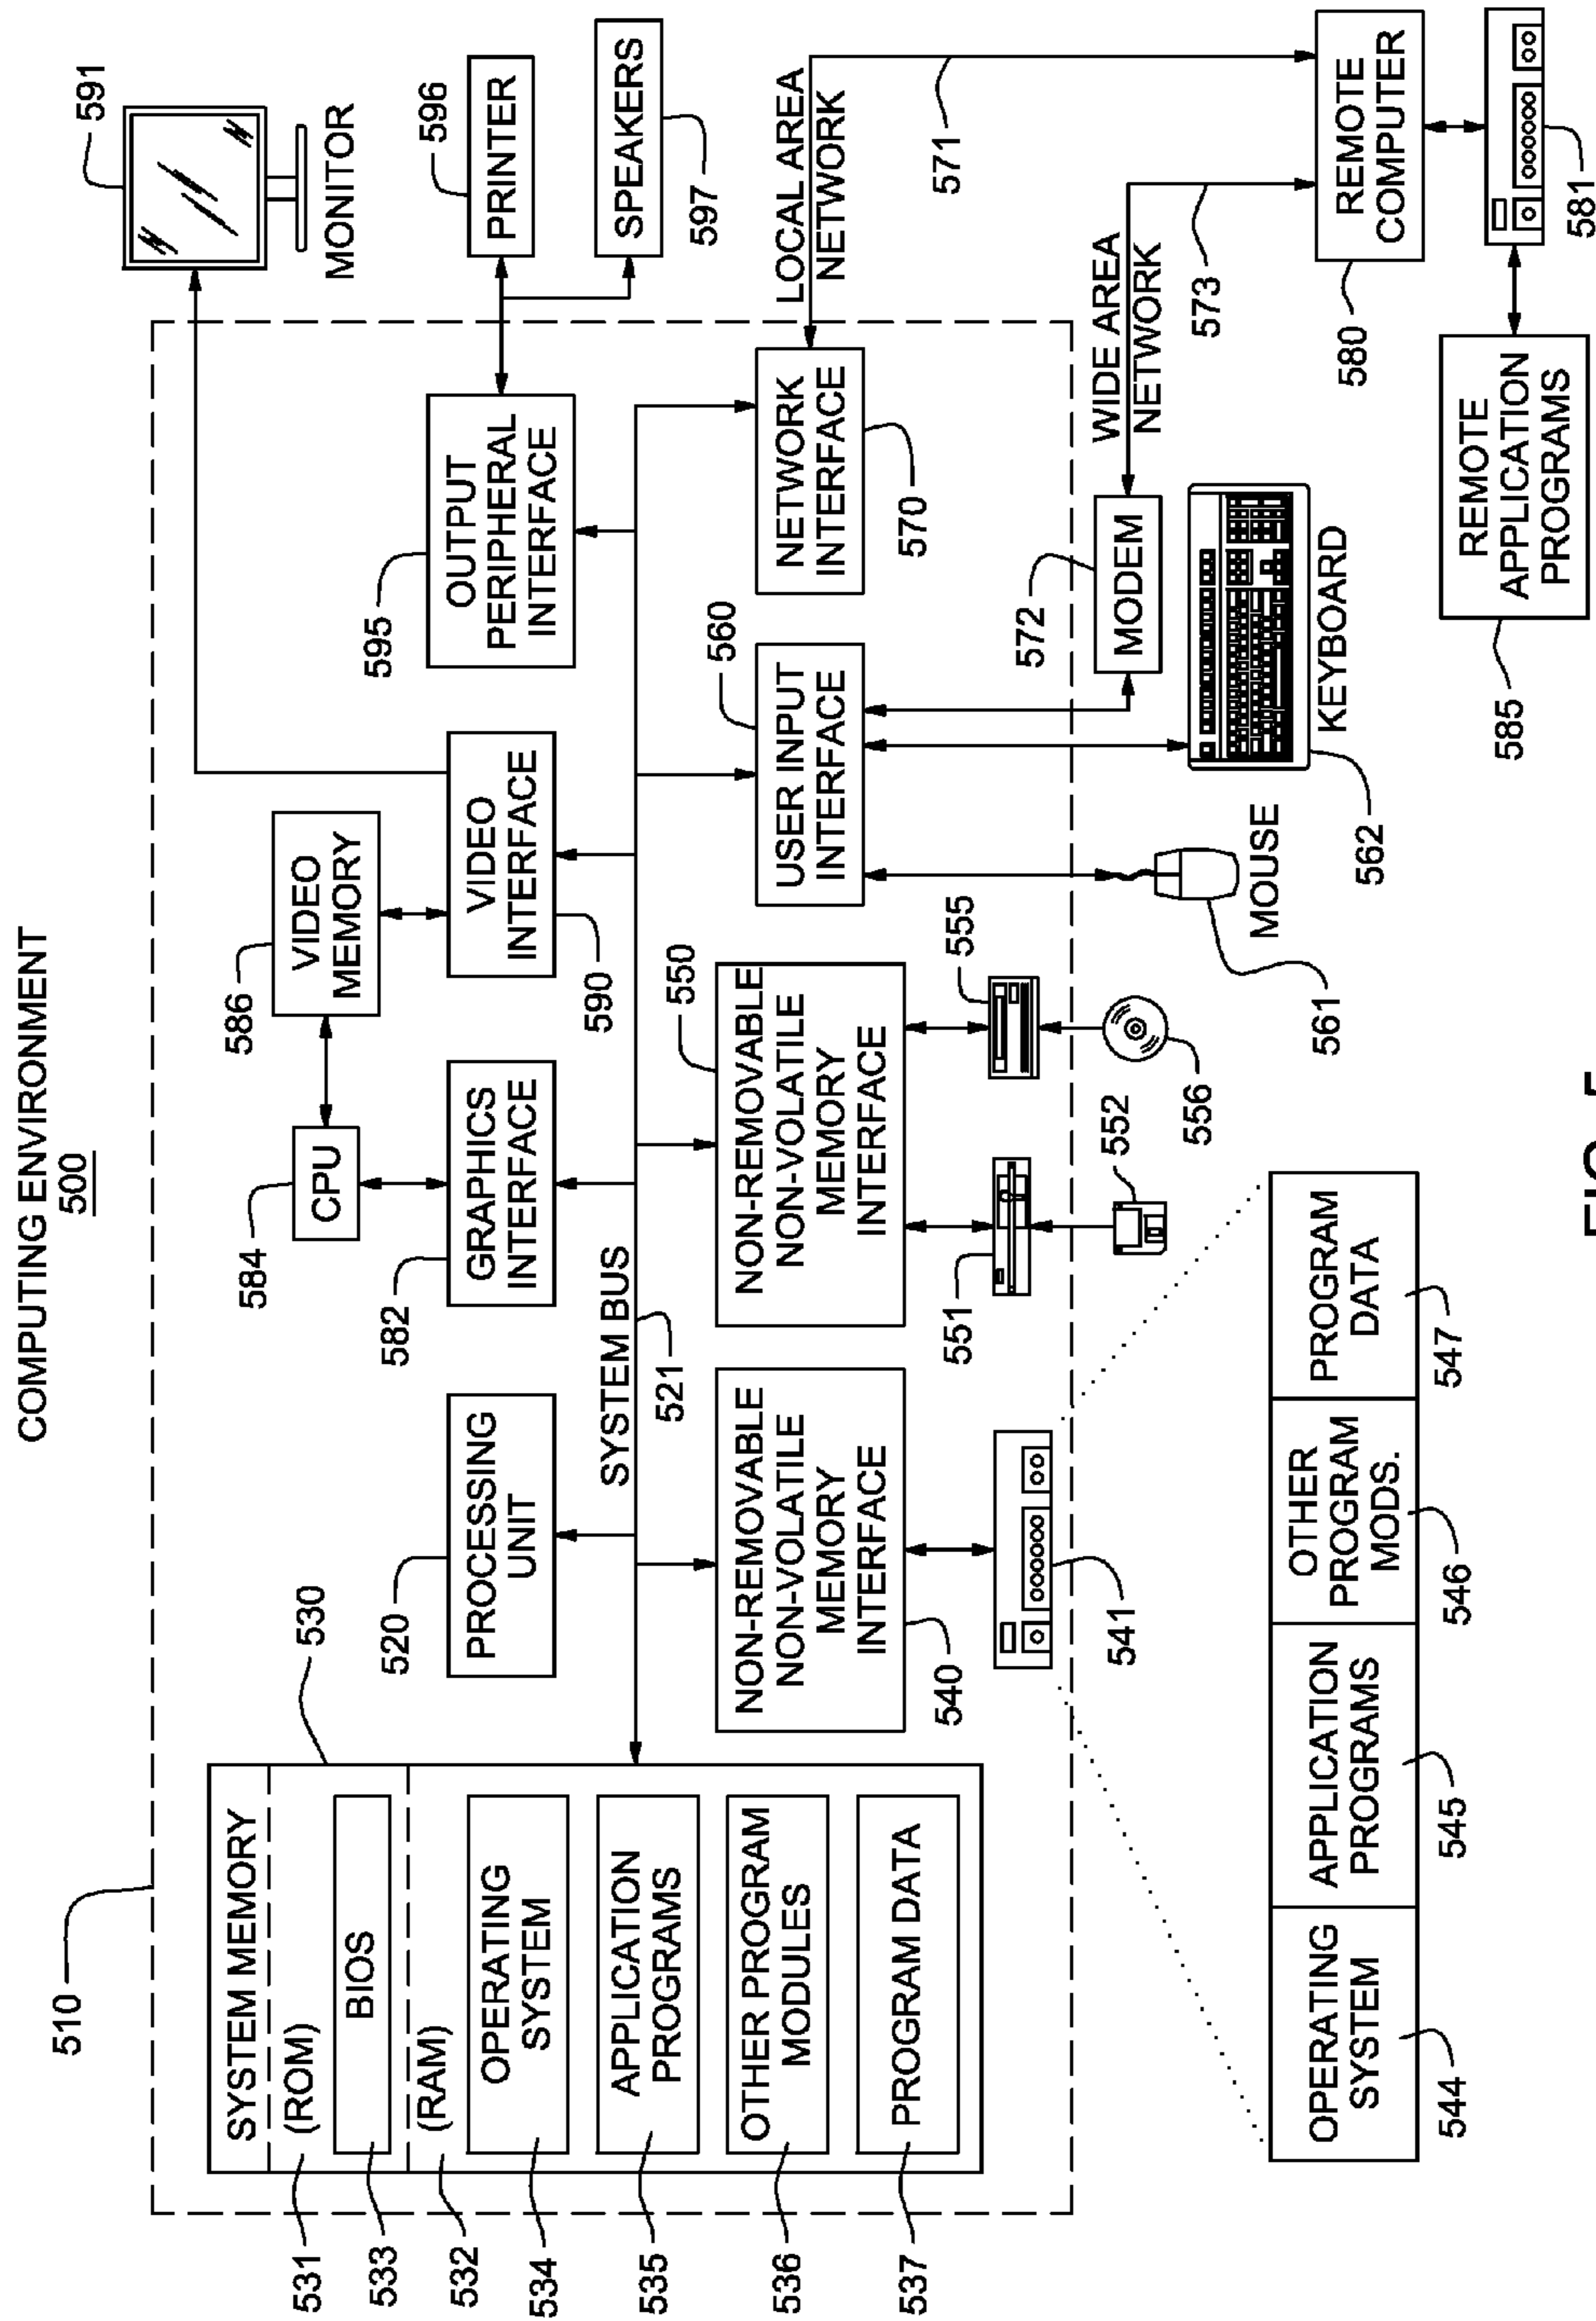 COMPUTING ENVIRONMENT
500
510
530
SYSTEM MEMORY
531
(ROM)
533
BIOS
532
(RAM)
534
OPERATING
SYSTEM
535
APPLICATION
PROGRAMS
536
OTHER PROGRAM
MODULES
537
PROGRAM DATA
520
PROCESSING
UNIT
584
CPU
582
GRAPHICS
INTERFACE
586
VIDEO
MEMORY
VIDEO
INTERFACE
590
595
OUTPUT
PERIPHERAL
INTERFACE
591
MONITOR
596
PRINTER
SPEAKERS
597
SYSTEM BUS
521
NON-REMOVABLE
NON-VOLATILE
MEMORY
INTERFACE
540
541
550
NON-REMOVABLE
NON-VOLATILE
MEMORY
INTERFACE
551
552
555
556
560
USER INPUT
INTERFACE
NETWORK
INTERFACE
570
LOCAL AREA
NETWORK
571
572
MODEM
WIDE AREA
NETWORK
573
MOUSE
561
KEYBOARD
562
580
REMOTE
COMPUTER
581
585
REMOTE
APPLICATION
PROGRAMS
544
OPERATING
SYSTEM
545
APPLICATION
PROGRAMS
546
OTHER
PROGRAM
MODS.
547
PROGRAM
DATA